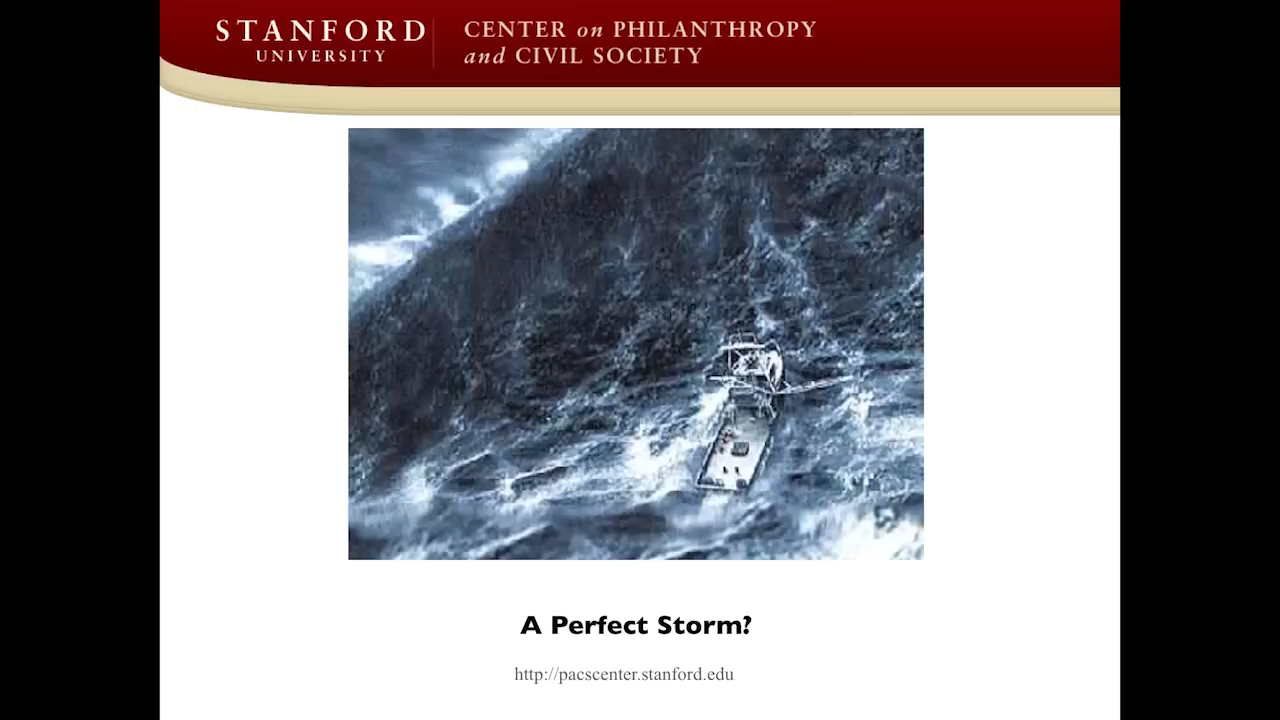 STANFORD
UNIVERSITY
CENTER on PHILANTHROPY
and CIVIL SOCIETY
A Perfect Storm?
http://pacscenter.stanford.edu